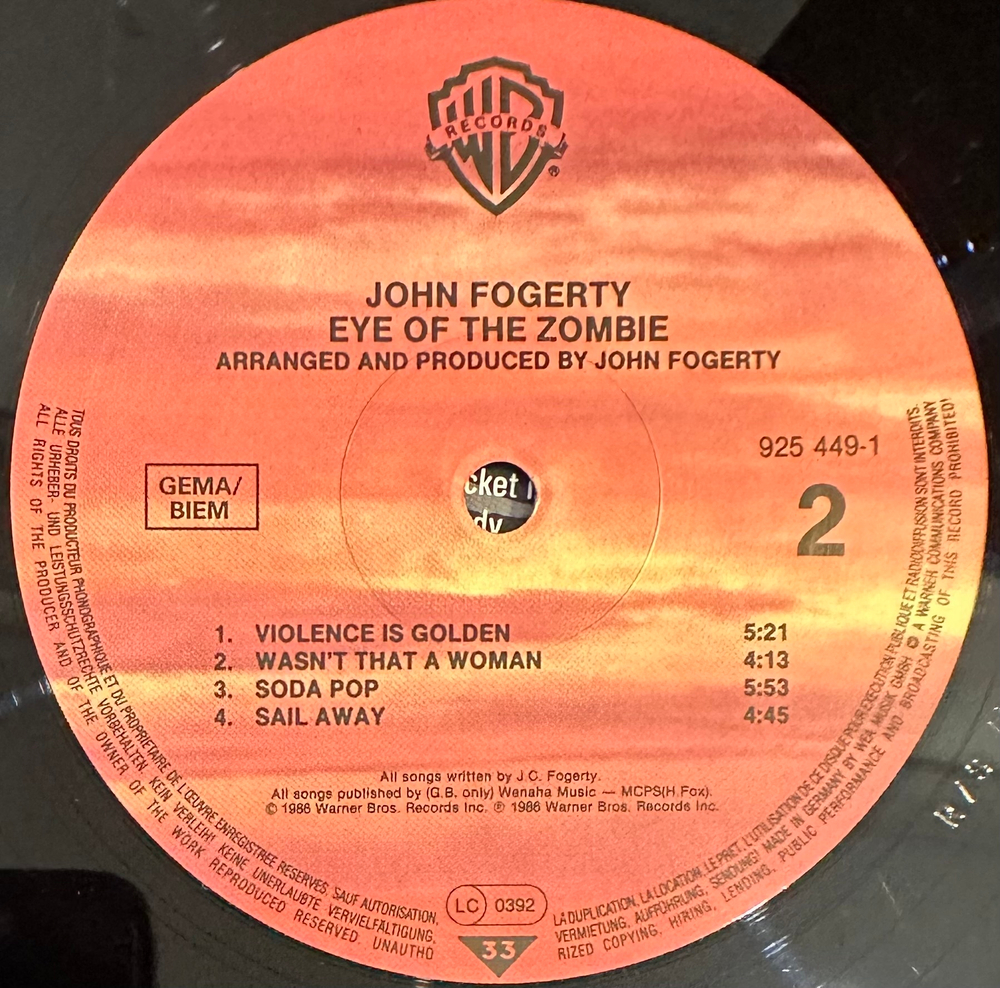 WB
RECORDS
®
JOHN FOGERTY
EYE OF THE ZOMBIE
ARRANGED AND PRODUCED BY JOHN FOGERTY
925 449-1
GEMA/
BIEM
2
cket
dy
1. VIOLENCE IS GOLDEN 5:21
2. WASN'T THAT A WOMAN 4:13
3. SODA POP 5:53
4. SAIL AWAY 4:45
All songs written by J.C. Fogerty.
All songs published by (G.B. only) Wenaha Music — MCPS(H.Fox).
© 1986 Warner Bros. Records Inc. ℗ 1986 Warner Bros. Records Inc.
LC 0392
33
TOUS DROITS DU PRODUCTEUR PHONOGRAPHIQUE ET DU PROPRIETAIRE DE L'ŒUVRE ENREGISTREE RESERVES. SAUF AUTORISATION, LA DUPLICATION, LA LOCATION, LE PRET, L'UTILISATION DE CE DISQUE POUR EXECUTION PUBLIQUE ET RADIODIFFUSION SONT INTERDITS.
ALLE URHEBER- UND LEISTUNGSSCHUTZRECHTE VORBEHALTEN. KEIN VERLEIH! KEINE UNERLAUBTE VERVIELFÄLTIGUNG, VERMIETUNG, AUFFÜHRUNG, SENDUNG! MADE IN GERMANY BY WEA MUSIK GMBH A WARNER COMMUNICATIONS COMPANY
ALL RIGHTS OF THE PRODUCER AND OF THE OWNER OF THE WORK REPRODUCED RESERVED UNAUTHORIZED COPYING, HIRING, LENDING, PUBLIC PERFORMANCE AND BROADCASTING OF THIS RECORD PROHIBITED!